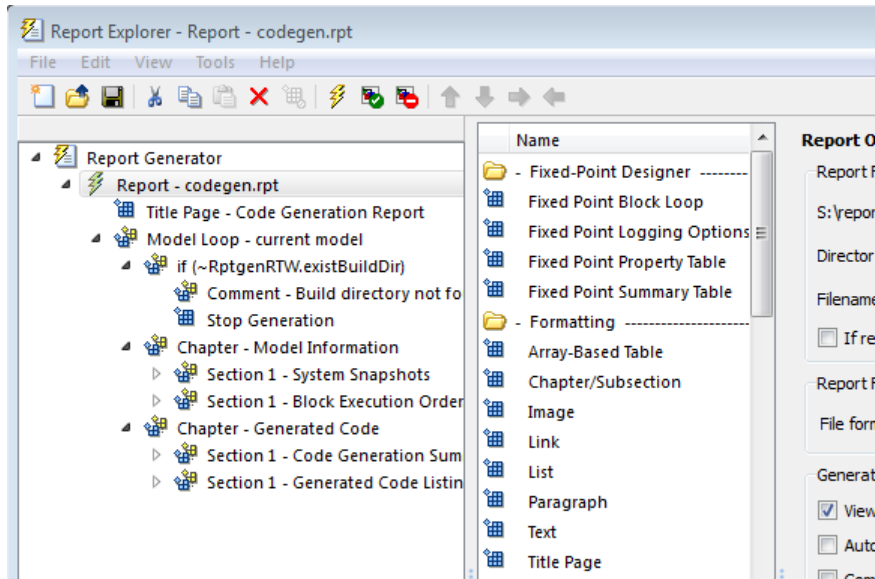 Report Explorer - Report - codegen.rpt
File Edit View Tools Help
Report Generator
Report - codegen.rpt
Title Page - Code Generation Report
Model Loop - current model
if (~RptgenRTW.existBuildDir)
Comment - Build directory not fo
Stop Generation
Chapter - Model Information
Section 1 - System Snapshots
Section 1 - Block Execution Order
Chapter - Generated Code
Section 1 - Code Generation Sum
Section 1 - Generated Code Listin
Name
- Fixed-Point Designer --------
Fixed Point Block Loop
Fixed Point Logging Options
Fixed Point Property Table
Fixed Point Summary Table
- Formatting ---------------------
Array-Based Table
Chapter/Subsection
Image
Link
List
Paragraph
Text
Title Page
Report O
Report F
S:\repor
Director
Filename
If re
Report F
File form
Generat
View
Auto